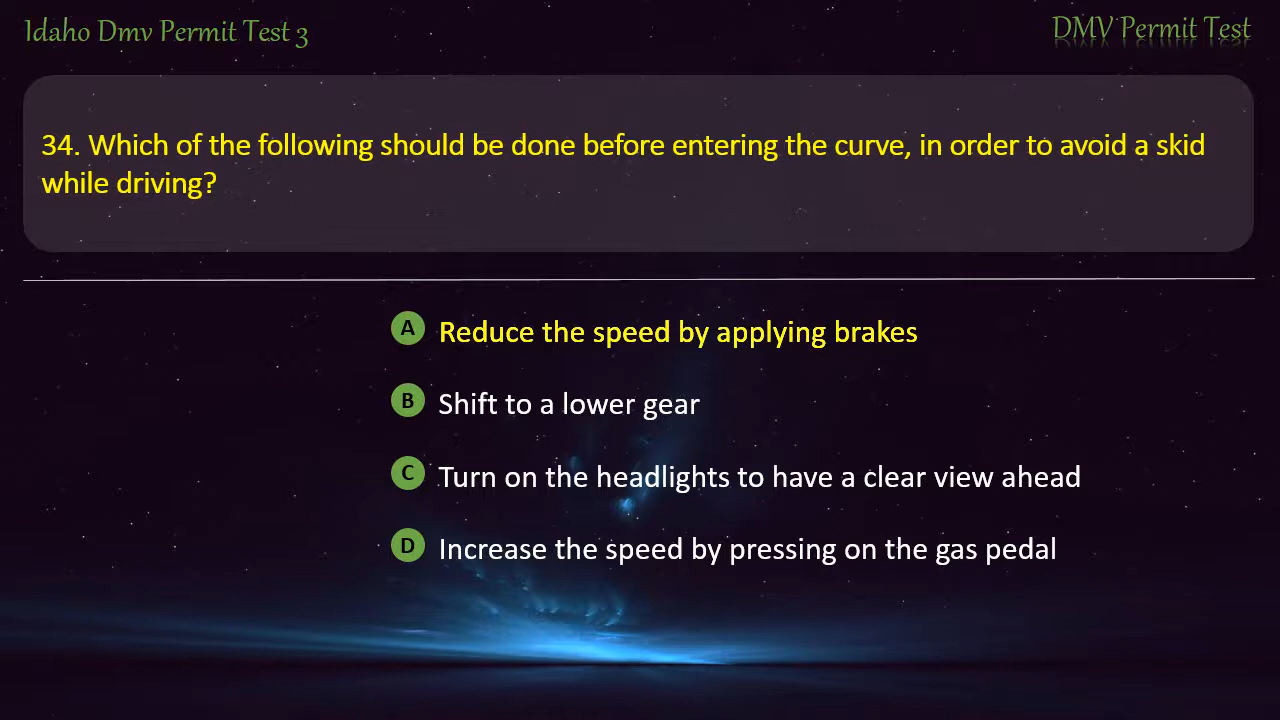 Idaho Dmv Permit Test 3
DMV Permit Test
34. Which of the following should be done before entering the curve, in order to avoid a skid
while driving?
A Reduce the speed by applying brakes
B Shift to a lower gear
C Turn on the headlights to have a clear view ahead
D Increase the speed by pressing on the gas pedal